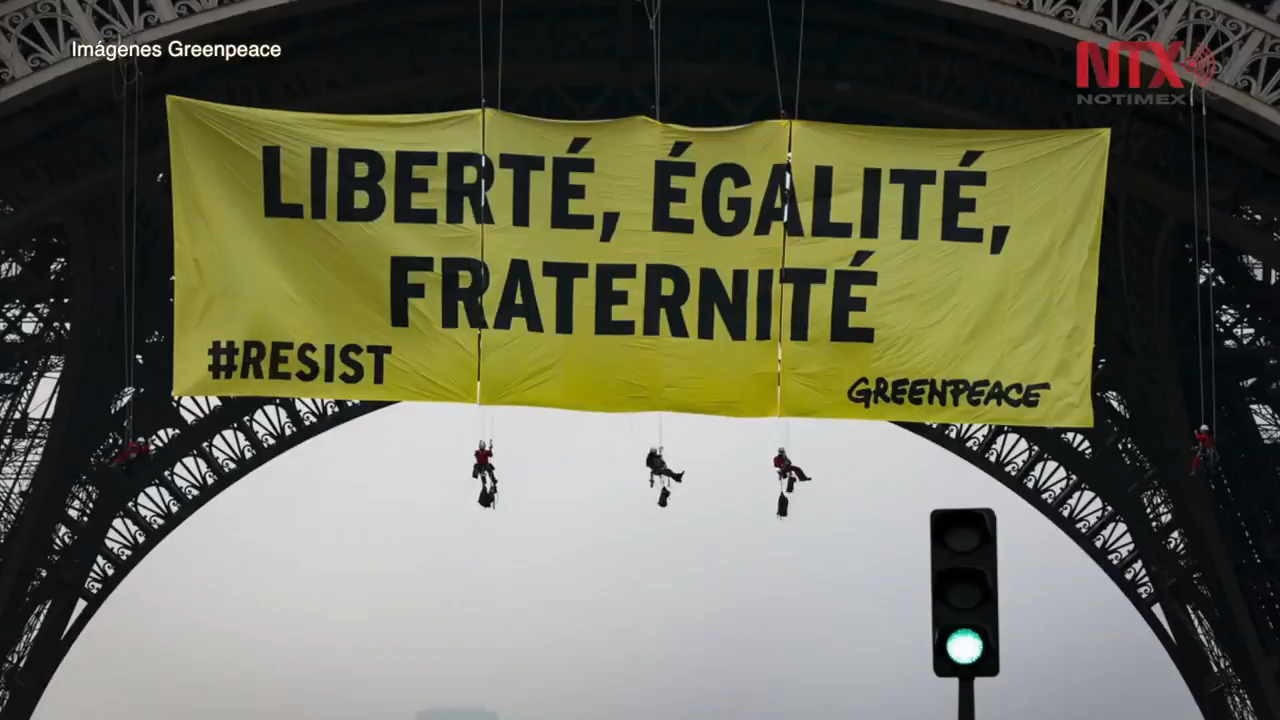 Imágenes Greenpeace
NTX
NOTIMEX
LIBERTÉ, ÉGALITÉ,
FRATERNITÉ
#RESIST
GREENPEACE